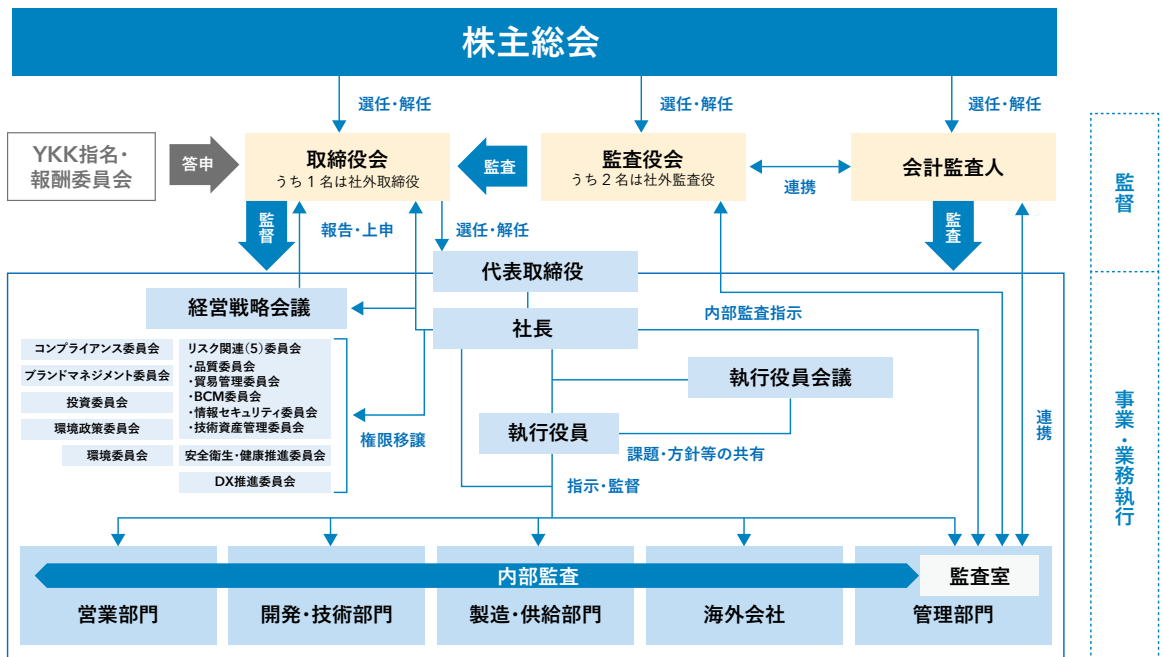 株主総会
選任・解任
選任・解任
選任・解任
YKK指名・
報酬委員会
答申
取締役会
うち 1 名は社外取締役
監査
監査役会
うち 2 名は社外監査役
連携
会計監査人
監督
監督
報告・上申
選任・解任
監査
代表取締役
経営戦略会議
社長
内部監査指示
コンプライアンス委員会
ブランドマネジメント委員会
投資委員会
環境政策委員会
環境委員会
リスク関連(5)委員会
・品質委員会
・貿易管理委員会
・BCM委員会
・情報セキュリティ委員会
・技術資産管理委員会
安全衛生・健康推進委員会
DX推進委員会
権限移譲
執行役員会議
執行役員
課題・方針等の共有
指示・監督
連携
事業・業務執行
内部監査
監査室
営業部門
開発・技術部門
製造・供給部門
海外会社
管理部門